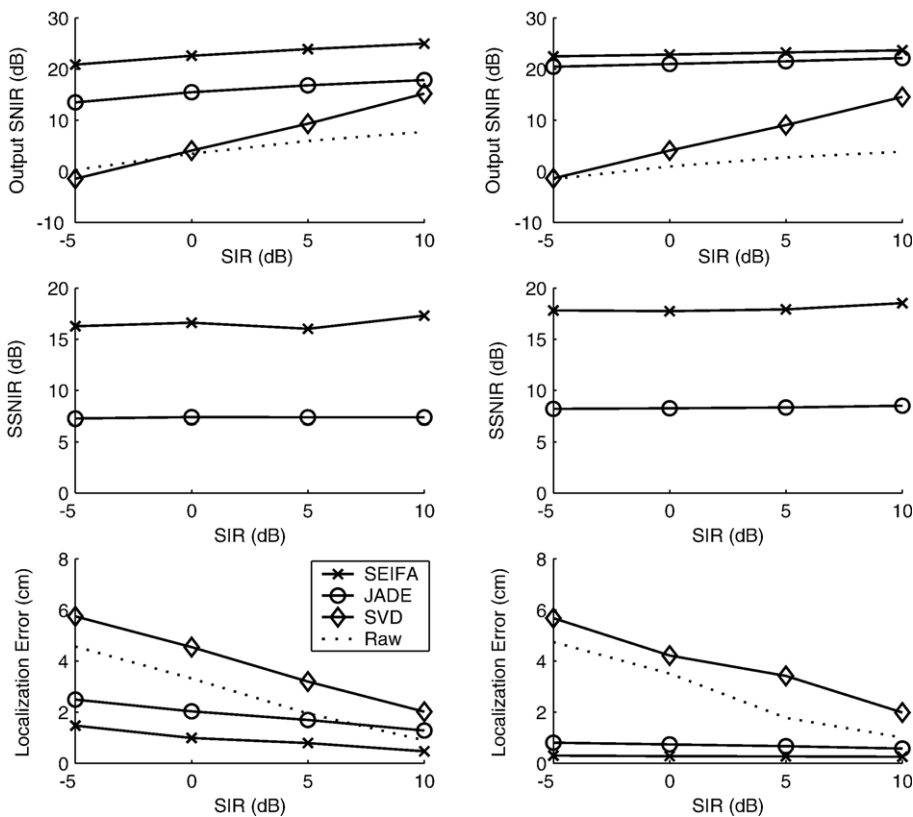 Output SNIR (dB)
30
20
10
0
-10
-5 0 5 10
SIR (dB)
Output SNIR (dB)
30
20
10
0
-10
-5 0 5 10
SIR (dB)
SSNIR (dB)
20
15
10
5
0
-5 0 5 10
SIR (dB)
SSNIR (dB)
20
15
10
5
0
-5 0 5 10
SIR (dB)
Localization Error (cm)
8
6
4
2
0
-5 0 5 10
SIR (dB)
SEIFA
JADE
SVD
Raw
Localization Error (cm)
8
6
4
2
0
-5 0 5 10
SIR (dB)